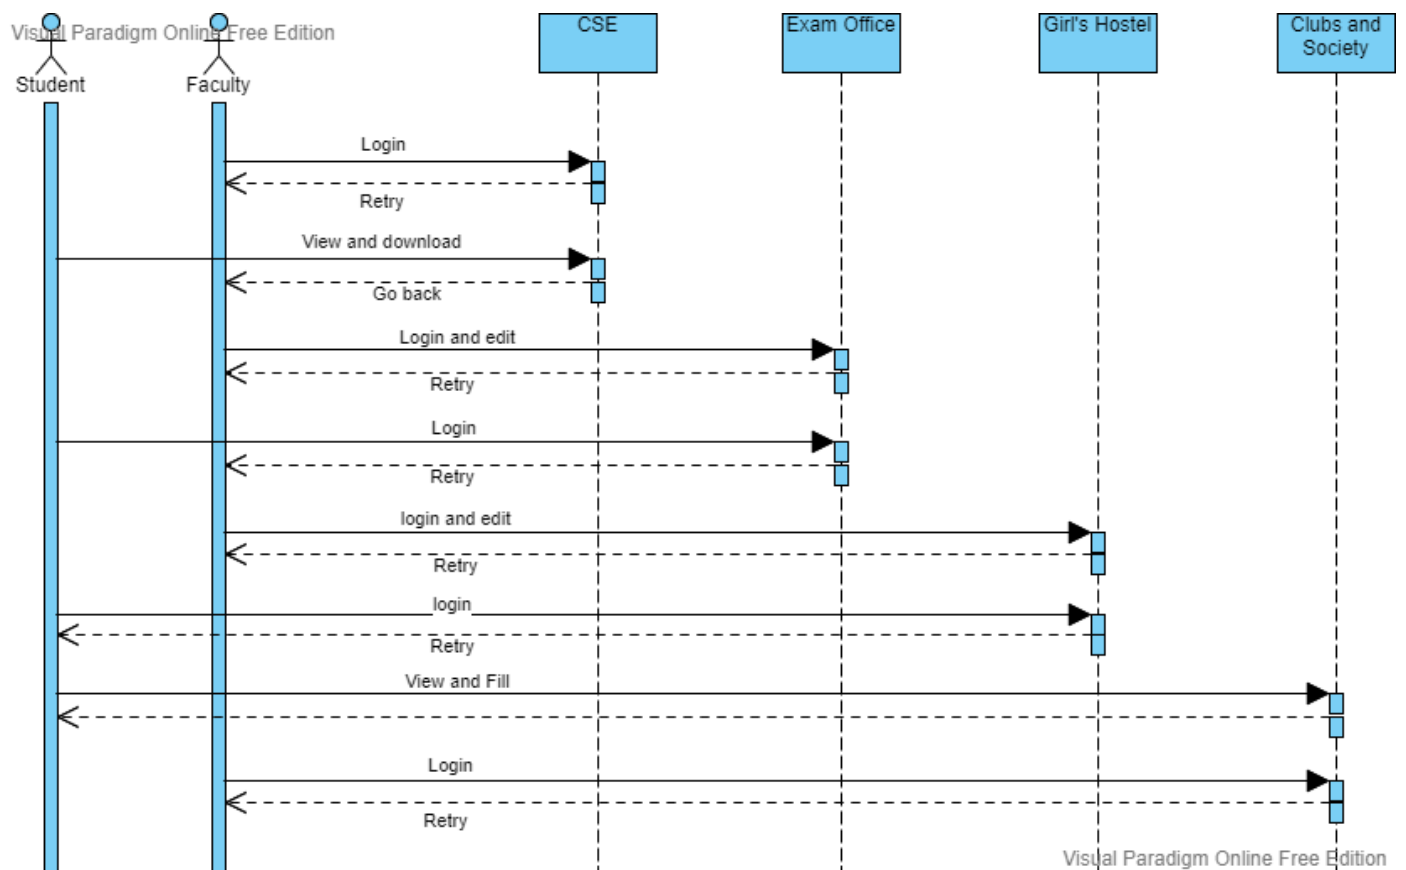 Visual Paradigm Online Free Edition
CSE
Exam Office
Girl's Hostel
Clubs and
Society
Student
Faculty
Login
Retry
View and download
Go back
Login and edit
Retry
Login
Retry
login and edit
Retry
login
Retry
View and Fill
Login
Retry
Visual Paradigm Online Free Edition